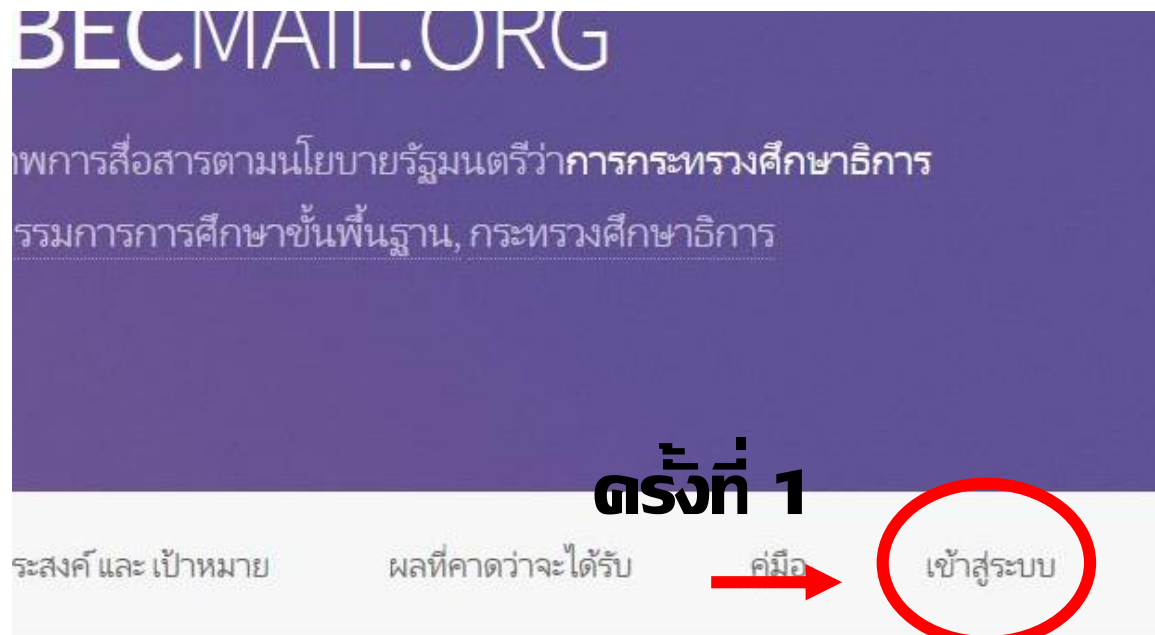 BECMAIL.ORG
าพการสื่อสารตามนโยบายรัฐมนตรีว่าการกระทรวงศึกษาธิการ
รรมการการศึกษาขั้นพื้นฐาน, กระทรวงศึกษาธิการ
ครั้งที่ 1
ระสงค์ และ เป้าหมาย ผลที่คาดว่าจะได้รับ คู่มือ เข้าสู่ระบบ